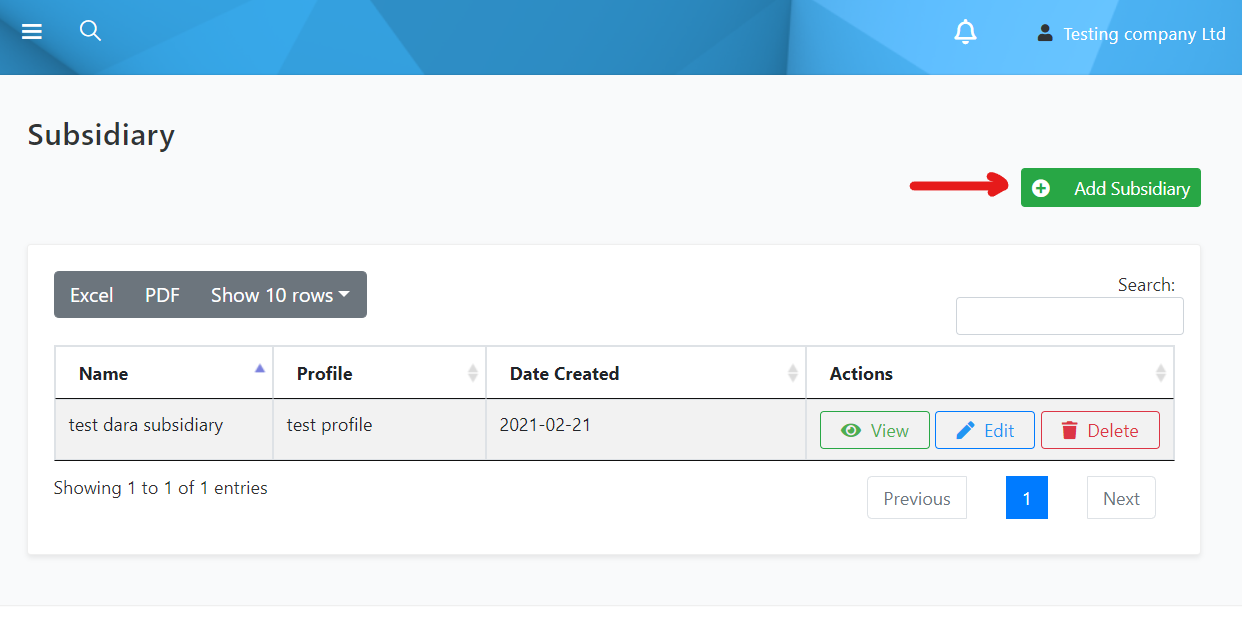 Testing company Ltd
Subsidiary
Add Subsidiary
Excel PDF Show 10 rows
Search:
Name Profile Date Created Actions
test dara subsidiary test profile 2021-02-21 View Edit Delete
Showing 1 to 1 of 1 entries
Previous 1 Next